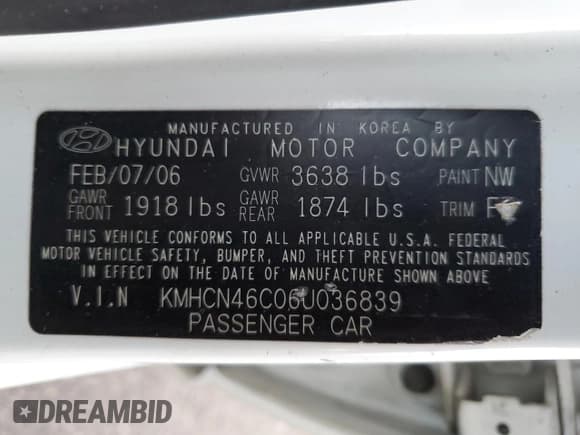 MANUFACTURED IN KOREA BY
HYUNDAI MOTOR COMPANY
FEB/07/06 GVWR 3638 lbs PAINT NW
GAWR FRONT 1918 lbs GAWR REAR 1874 lbs TRIM
THIS VEHICLE CONFORMS TO ALL APPLICABLE U.S.A. FEDERAL
MOTOR VEHICLE SAFETY, BUMPER, AND THEFT PREVENTION STANDARDS
IN EFFECT ON THE DATE OF MANUFACTURE SHOWN ABOVE
V.I.N KMHCN46C06U036839
PASSENGER CAR
DREAMBID